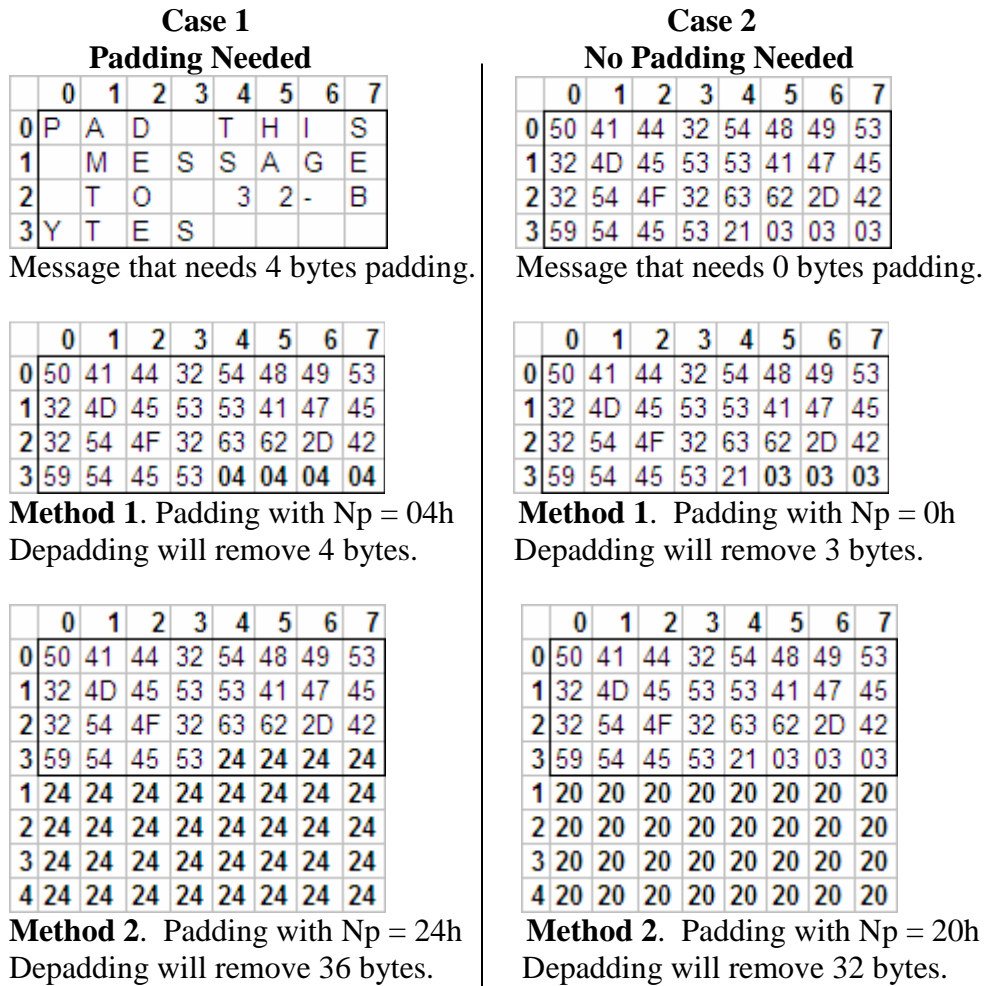 Case 1
Padding Needed
0 1 2 3 4 5 6 7
0 P A D T H I S
1 M E S S A G E
2 T O 3 2 - B
3 Y T E S
Message that needs 4 bytes padding.
0 1 2 3 4 5 6 7
0 50 41 44 32 54 48 49 53
1 32 4D 45 53 53 41 47 45
2 32 54 4F 32 63 62 2D 42
3 59 54 45 53 04 04 04 04
Method 1. Padding with Np = 04h
Depadding will remove 4 bytes.
0 1 2 3 4 5 6 7
0 50 41 44 32 54 48 49 53
1 32 4D 45 53 53 41 47 45
2 32 54 4F 32 63 62 2D 42
3 59 54 45 53 24 24 24 24
1 24 24 24 24 24 24 24 24
2 24 24 24 24 24 24 24 24
3 24 24 24 24 24 24 24 24
4 24 24 24 24 24 24 24 24
Method 2. Padding with Np = 24h
Depadding will remove 36 bytes.
Case 2
No Padding Needed
0 1 2 3 4 5 6 7
0 50 41 44 32 54 48 49 53
1 32 4D 45 53 53 41 47 45
2 32 54 4F 32 63 62 2D 42
3 59 54 45 53 21 03 03 03
Message that needs 0 bytes padding.
0 1 2 3 4 5 6 7
0 50 41 44 32 54 48 49 53
1 32 4D 45 53 53 41 47 45
2 32 54 4F 32 63 62 2D 42
3 59 54 45 53 21 03 03 03
Method 1. Padding with Np = 0h
Depadding will remove 3 bytes.
0 1 2 3 4 5 6 7
0 50 41 44 32 54 48 49 53
1 32 4D 45 53 53 41 47 45
2 32 54 4F 32 63 62 2D 42
3 59 54 45 53 21 03 03 03
1 20 20 20 20 20 20 20 20
2 20 20 20 20 20 20 20 20
3 20 20 20 20 20 20 20 20
4 20 20 20 20 20 20 20 20
Method 2. Padding with Np = 20h
Depadding will remove 32 bytes.